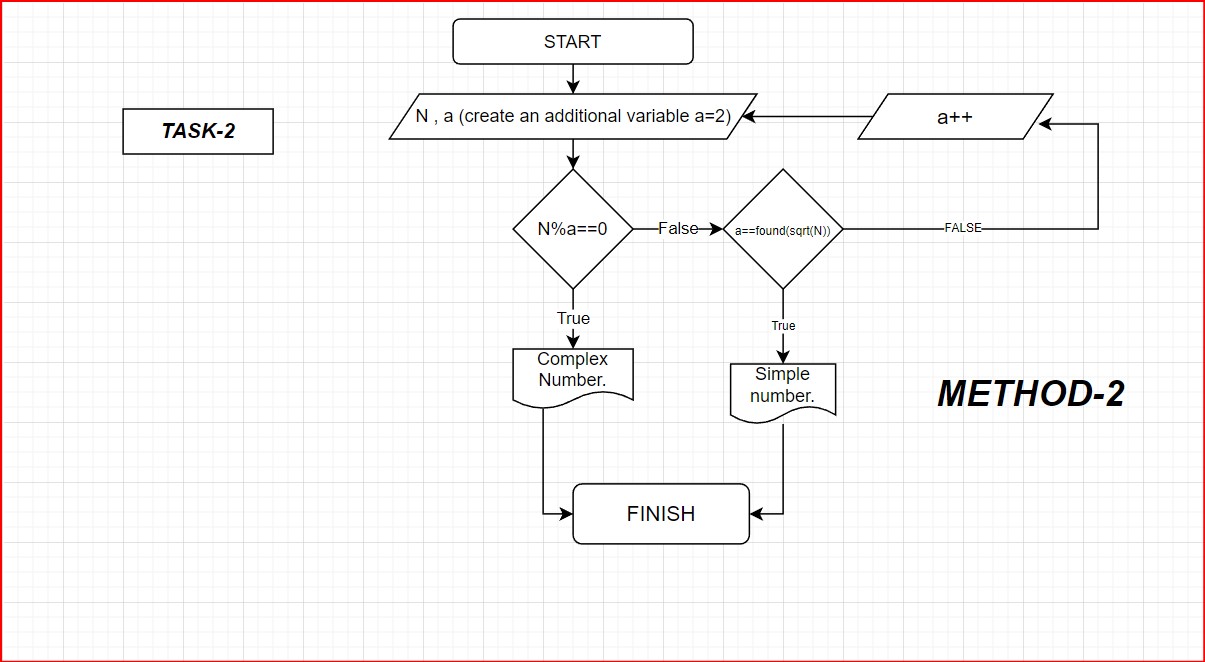 START
TASK-2
N , a (create an additional variable a=2)
a++
N%a==0
False
a==found(sqrt(N))
FALSE
True
True
Complex
Number.
Simple
number.
METHOD-2
FINISH